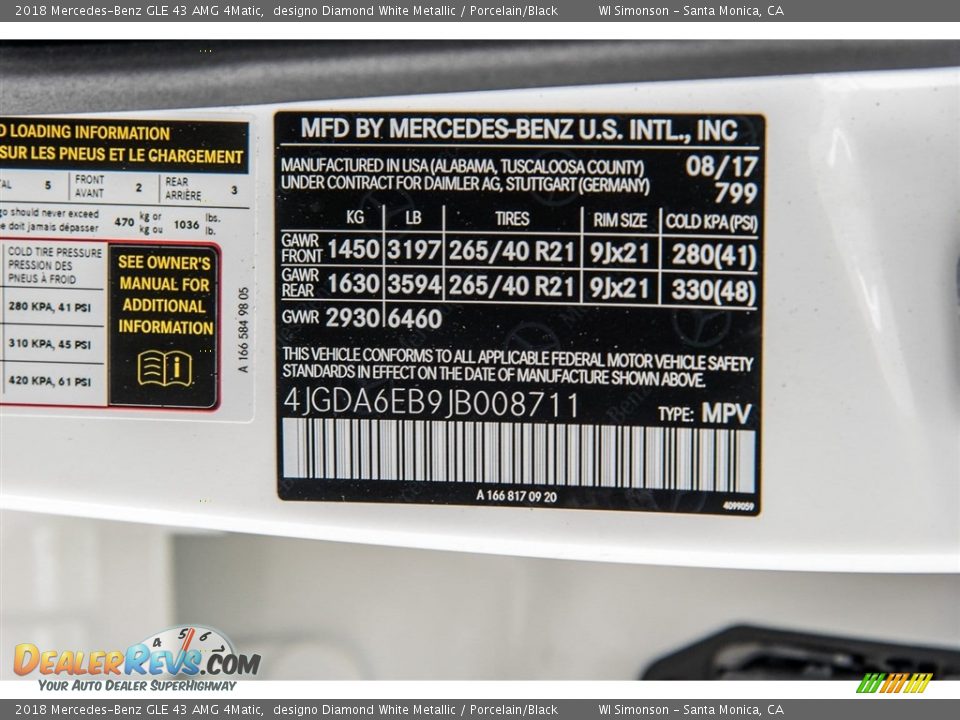 2018 Mercedes-Benz GLE 43 AMG 4Matic,  designo Diamond White Metallic / Porcelain/Black   WI Simonson - Santa Monica, CA
LOADING INFORMATION
SUR LES PNEUS ET LE CHARGEMENT
5 FRONT AVANT 2 REAR ARRIÈRE 3
should never exceed
doit jamais dépasser
470 kg or kg ou 1036 lbs. lb.
COLD TIRE PRESSURE
PRESSION DES
PNEUS À FROID
280 KPA, 41 PSI
310 KPA, 45 PSI
420 KPA, 61 PSI
SEE OWNER'S
MANUAL FOR
ADDITIONAL
INFORMATION
A 166 584 98 05
MFD BY MERCEDES-BENZ U.S. INTL., INC
MANUFACTURED IN USA (ALABAMA, TUSCALOOSA COUNTY) 08/17
UNDER CONTRACT FOR DAIMLER AG, STUTTGART (GERMANY) 799
KG LB TIRES RIM SIZE COLD KPA(PSI)
GAWR FRONT 1450 3197 265/40 R21 9Jx21 280(41)
GAWR REAR 1630 3594 265/40 R21 9Jx21 330(48)
GVWR 2930 6460
THIS VEHICLE CONFORMS TO ALL APPLICABLE FEDERAL MOTOR VEHICLE SAFETY
STANDARDS IN EFFECT ON THE DATE OF MANUFACTURE SHOWN ABOVE.
4JGDA6EB9JB008711 TYPE: MPV
A 166 817 09 20
4099059
4 5 6 7
DEALERREVS.COM
YOUR AUTO DEALER SUPERHIGHWAY
2018 Mercedes-Benz GLE 43 AMG 4Matic,  designo Diamond White Metallic / Porcelain/Black   WI Simonson - Santa Monica, CA